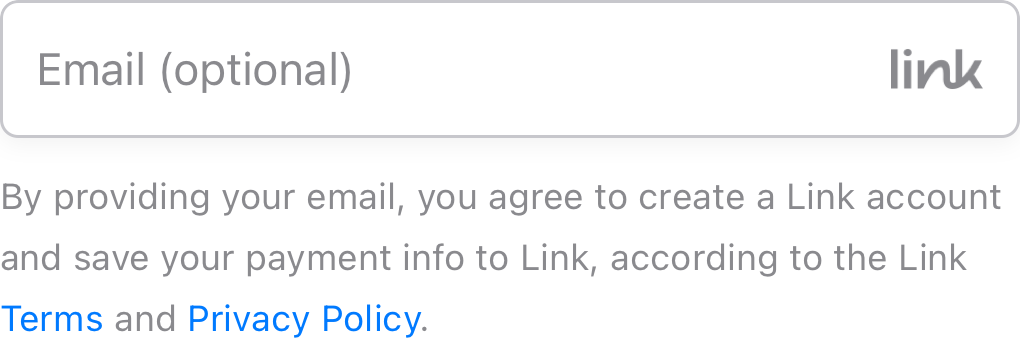 Email (optional)
link
By providing your email, you agree to create a Link account
and save your payment info to Link, according to the Link
Terms and Privacy Policy.